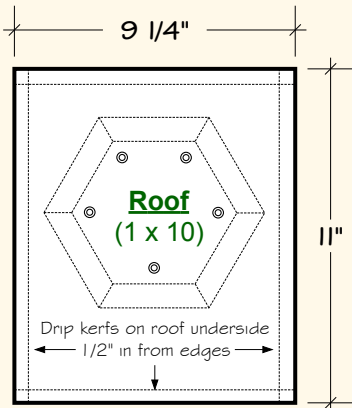 9 1/4"
11"
Roof
(1 x 10)
Drip kerfs on roof underside
1/2" in from edges